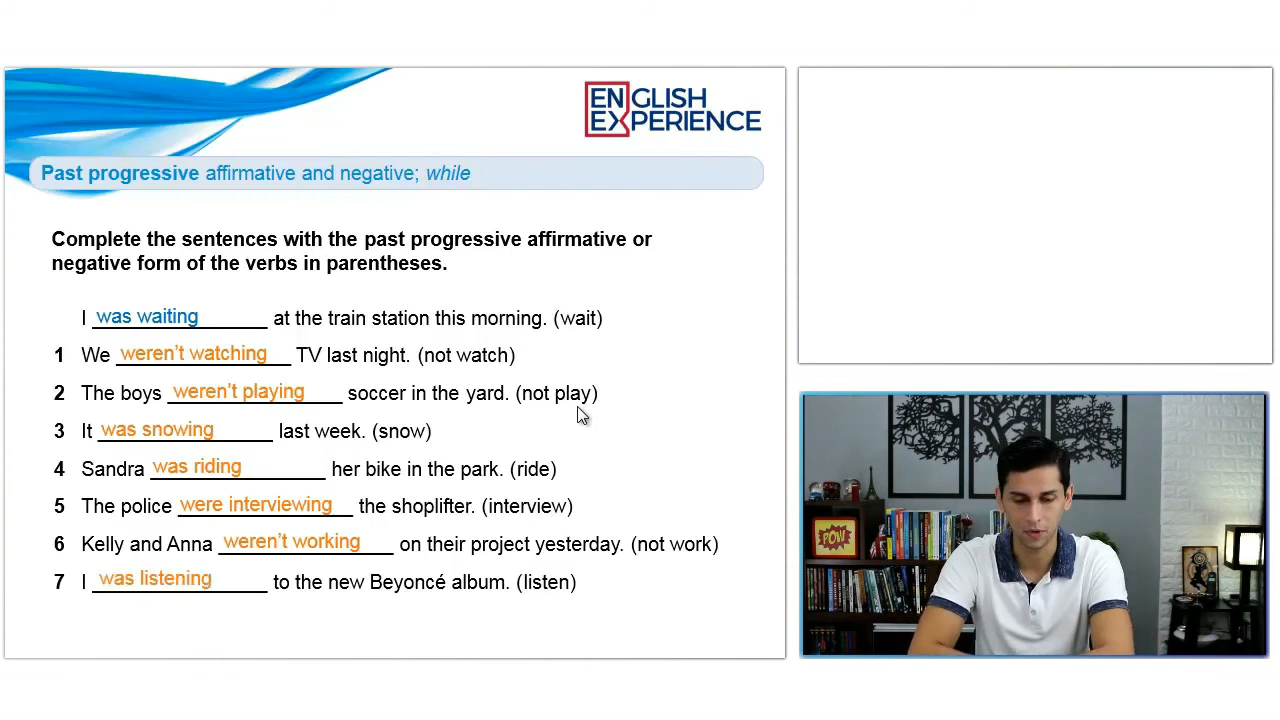 ENGLISH
EXPERIENCE
Past progressive affirmative and negative; while
Complete the sentences with the past progressive affirmative or
negative form of the verbs in parentheses.
I was waiting at the train station this morning. (wait)
1 We weren't watching TV last night. (not watch)
2 The boys weren't playing soccer in the yard. (not play)
3 It was snowing last week. (snow)
4 Sandra was riding her bike in the park. (ride)
5 The police were interviewing the shoplifter. (interview)
6 Kelly and Anna weren't working on their project yesterday. (not work)
7 I was listening to the new Beyoncé album. (listen)
POW